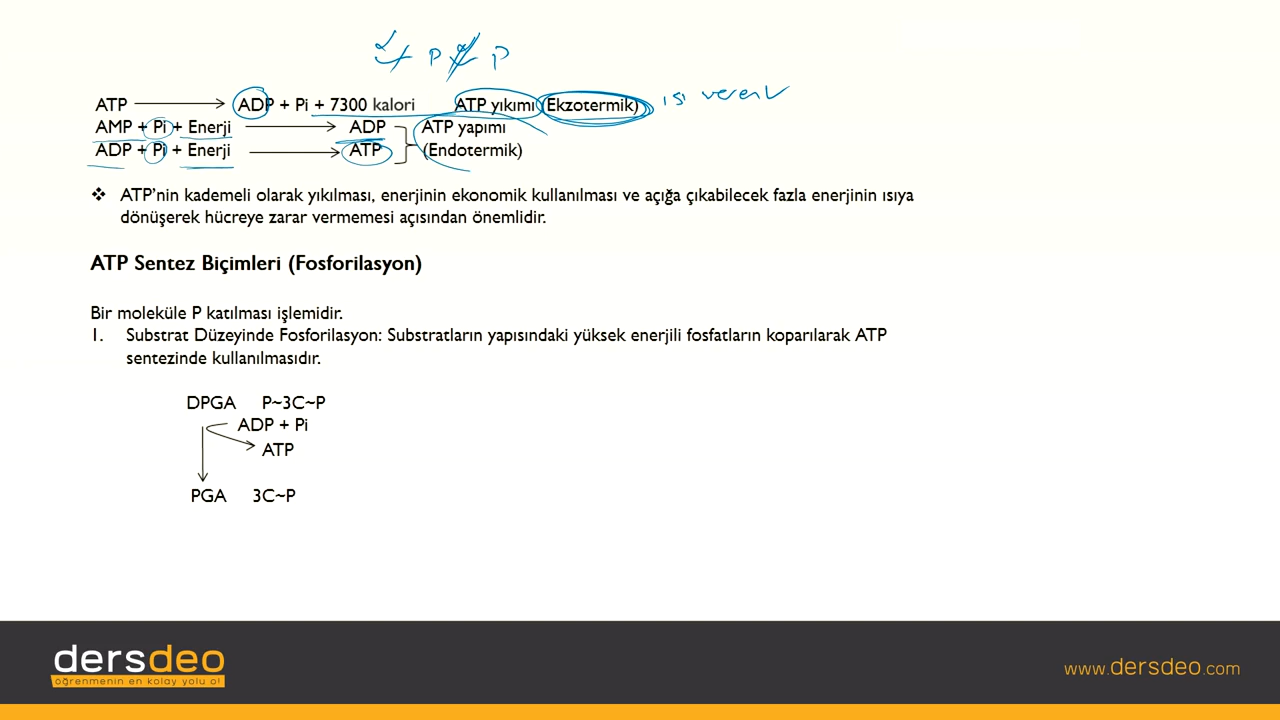 P P
ATP ADP + Pi + 7300 kalori ATP yıkımı (Ekzotermik) ısı veren
AMP + Pi + Enerji ADP ATP yapımı
ADP + Pi + Enerji ATP (Endotermik)
❖ ATP’nin kademeli olarak yıkılması, enerjinin ekonomik kullanılması ve açığa çıkabilecek fazla enerjinin ısıya
dönüşerek hücreye zarar vermemesi açısından önemlidir.
ATP Sentez Biçimleri (Fosforilasyon)
Bir moleküle P katılması işlemidir.
1. Substrat Düzeyinde Fosforilasyon: Substratların yapısındaki yüksek enerjili fosfatların koparılarak ATP
sentezinde kullanılmasıdır.
DPGA P~3C~P
ADP + Pi
ATP
PGA 3C~P
dersdeo
öğrenmenin en kolay yolu o!
www.dersdeo.com